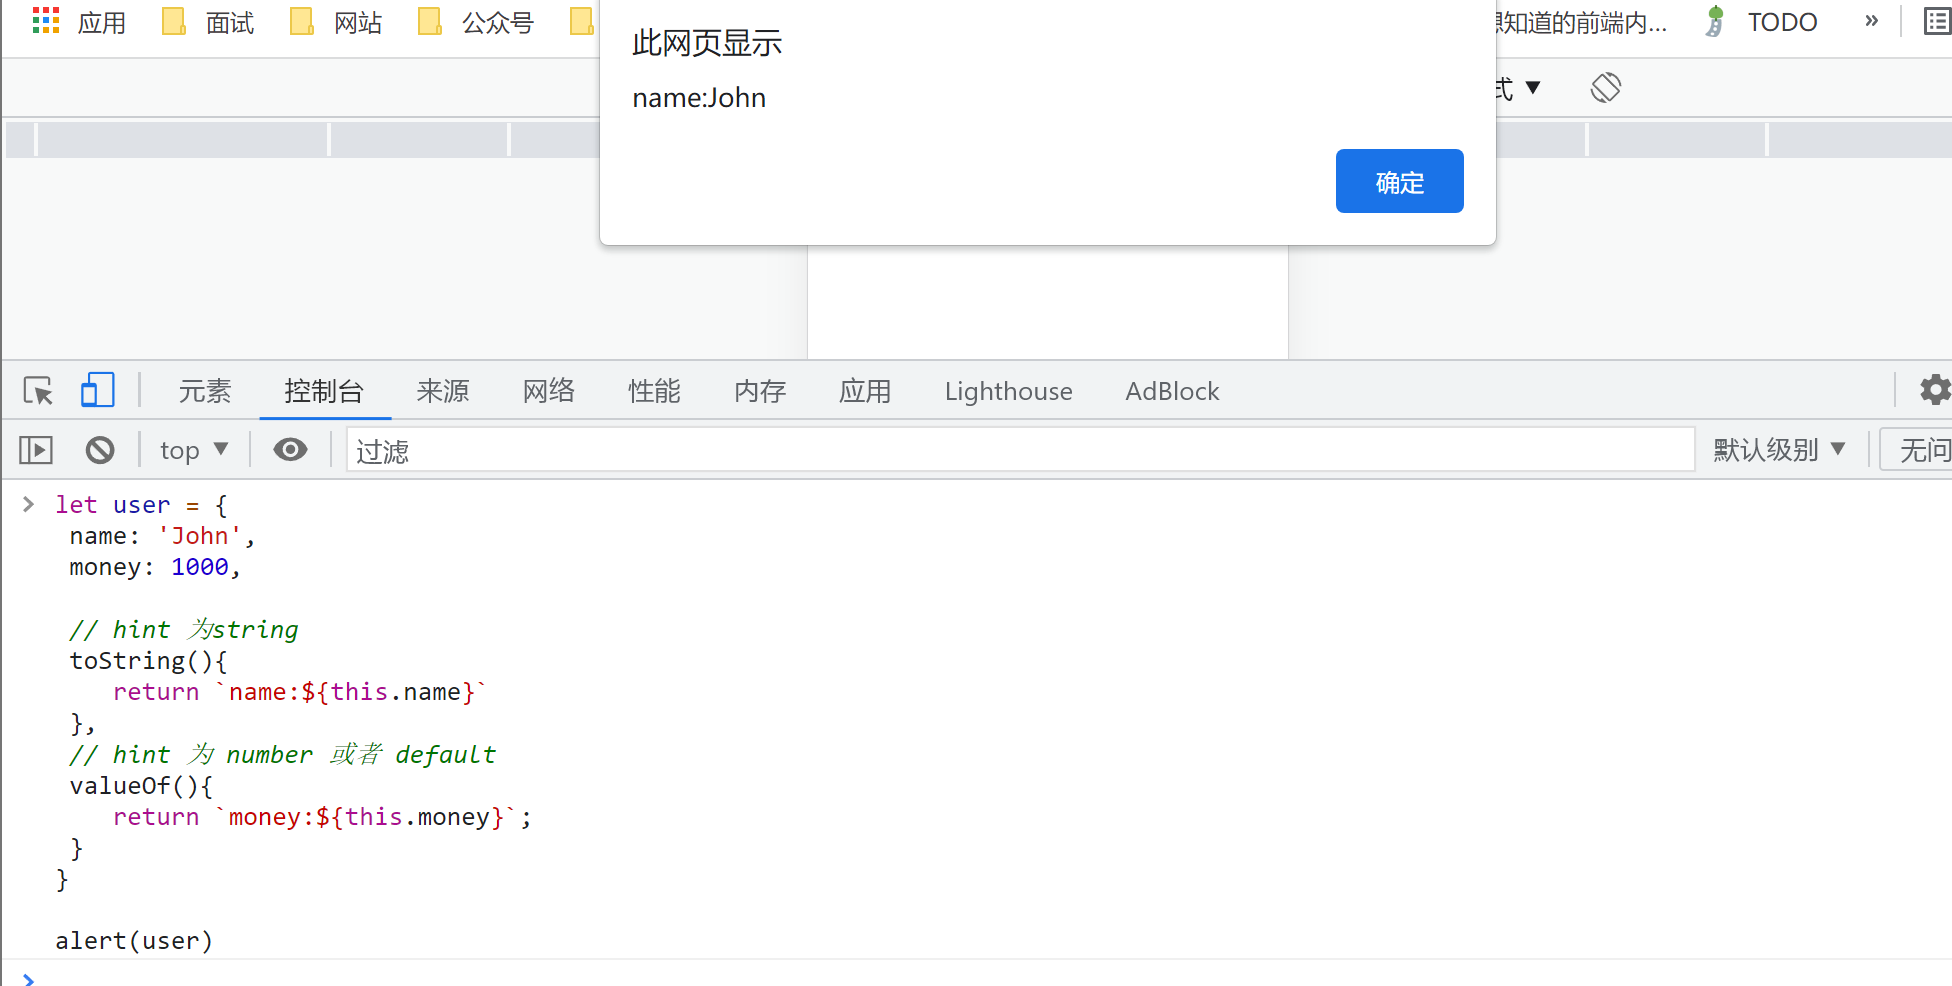 应用 面试 网站 公众号 想知道的前端内... TODO »
此网页显示
name:John
式
确定
元素 控制台 来源 网络 性能 内存 应用 Lighthouse AdBlock
top 过滤 默认级别 无问
let user = {
name: 'John',
money: 1000,
// hint 为string
toString(){
return `name:${this.name}`
},
// hint 为 number 或者 default
valueOf(){
return `money:${this.money}`;
}
}
alert(user)